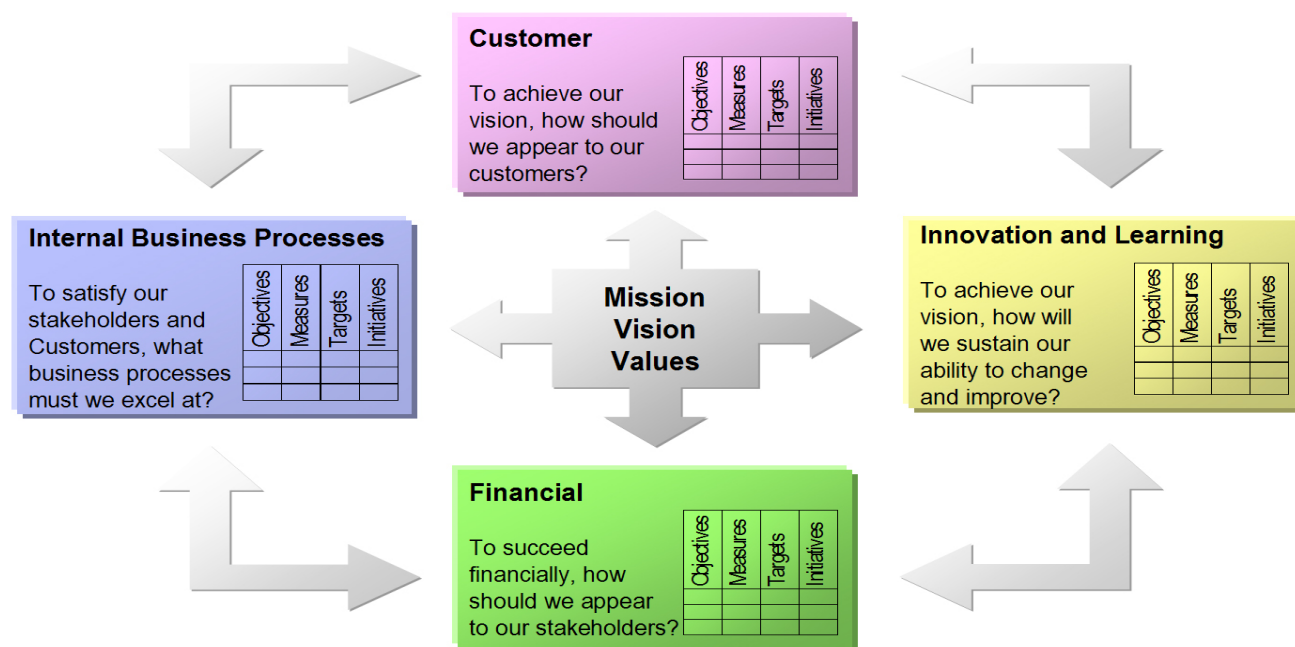 Customer
To achieve our
vision, how should
we appear to our
customers?
Objectives
Measures
Targets
Initiatives
Internal Business Processes
To satisfy our
stakeholders and
Customers, what
business processes
must we excel at?
Objectives
Measures
Targets
Initiatives
Mission
Vision
Values
Innovation and Learning
To achieve our
vision, how will
we sustain our
ability to change
and improve?
Objectives
Measures
Targets
Initiatives
Financial
To succeed
financially, how
should we appear
to our stakeholders?
Objectives
Measures
Targets
Initiatives